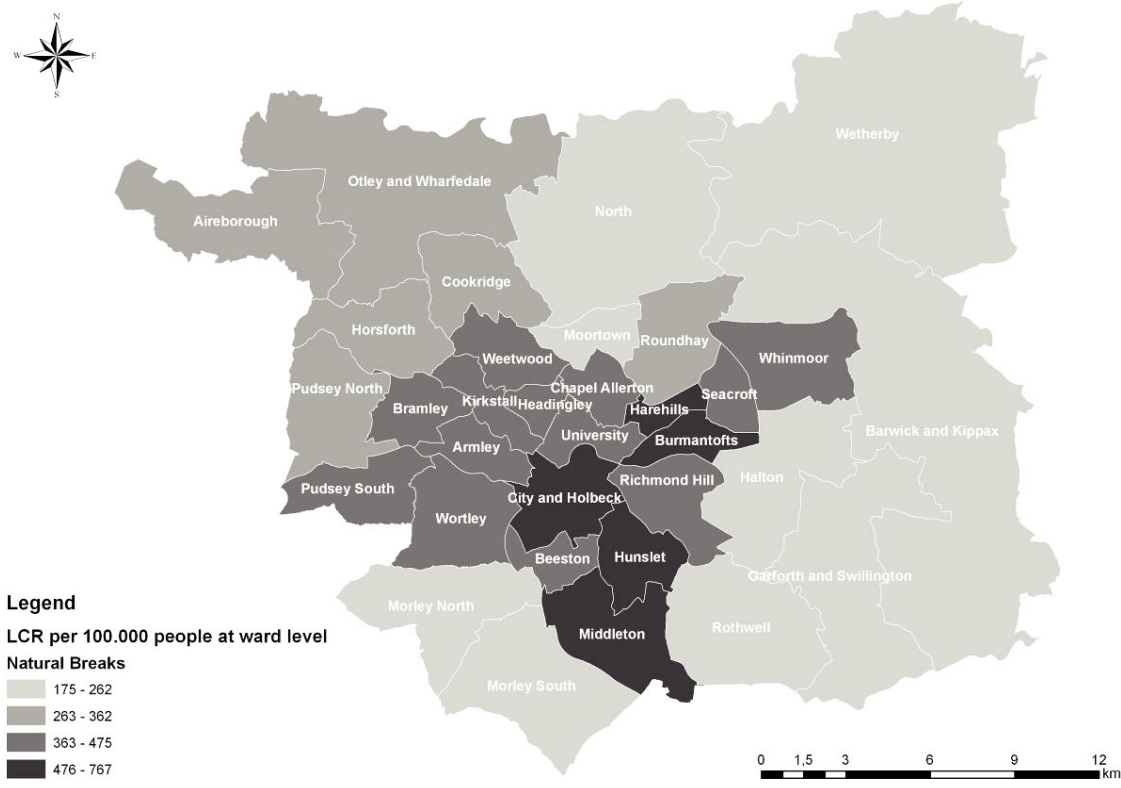 N
W E
S
Wetherby
Otley and Wharfedale
North
Aireborough
Cookridge
Horsforth
Moortown
Roundhay
Weetwood
Whinmoor
Pudsey North
Chapel Allerton
Seacroft
Kirkstall
Headingley
Bramley
Harehills
Barwick and Kippax
University
Burmantofts
Armley
Halton
Richmond Hill
Pudsey South
City and Holbeck
Wortley
Beeston
Hunslet
Garforth and Swillington
Morley North
Rothwell
Middleton
Morley South
Legend
LCR per 100.000 people at ward level
Natural Breaks
175 - 262
263 - 362
363 - 475
476 - 767
0 1,5 3 6 9 12
km